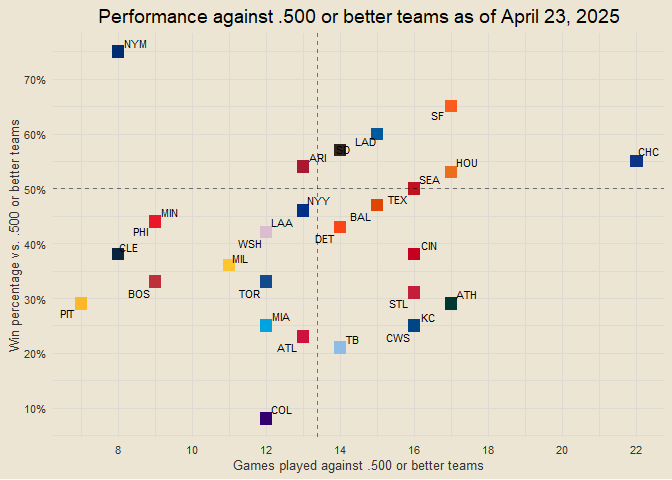 Performance against .500 or better teams as of April 23, 2025
NYM
70%
SF
60%
LAD
SD
CHC
ARI
HOU
SEA
50%
TEX
NYY
MIN
BAL
LAA
PHI
DET
WSH
40%
CLE
CIN
MIL
BOS
TOR
ATH
30%
STL
PIT
MIA
KC
CWS
TB
ATL
20%
10%
COL
8 10 12 14 16 18 20 22
Games played against .500 or better teams
Win percentage vs. .500 or better teams